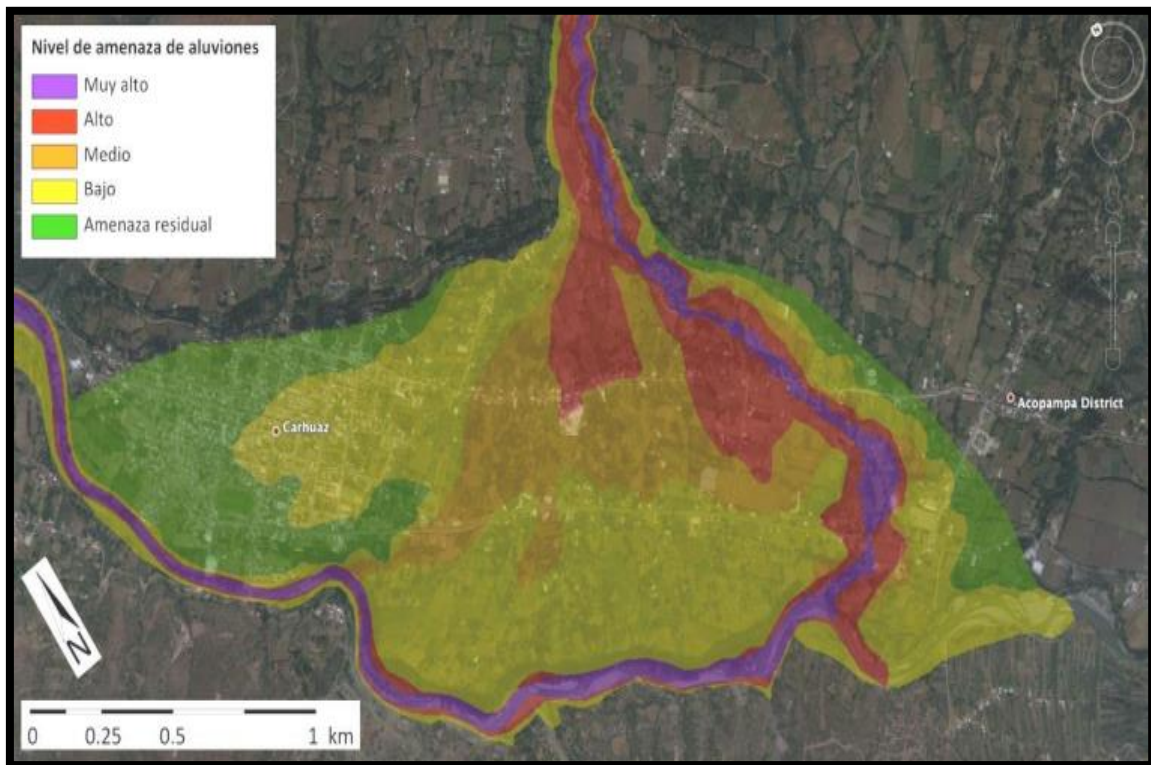 Nivel de amenaza de aluviones
Muy alto
Alto
Medio
Bajo
Amenaza residual
Carhuaz
Acopampa District
N
0 0.25 0.5 1 km